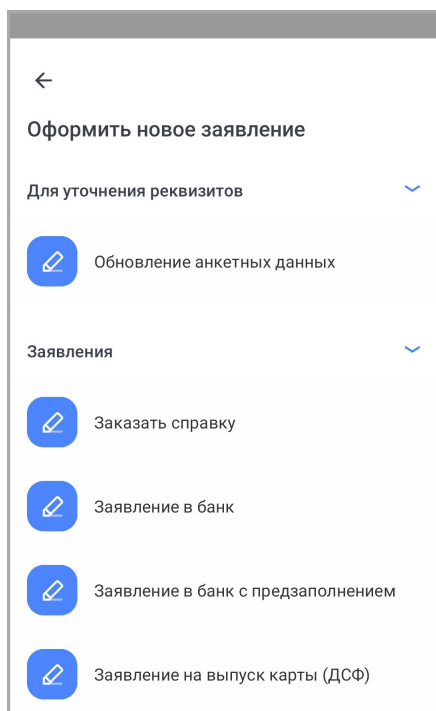 Оформить новое заявление
Для уточнения реквизитов
Обновление анкетных данных
Заявления
Заказать справку
Заявление в банк
Заявление в банк с предзаполнением
Заявление на выпуск карты (ДСФ)